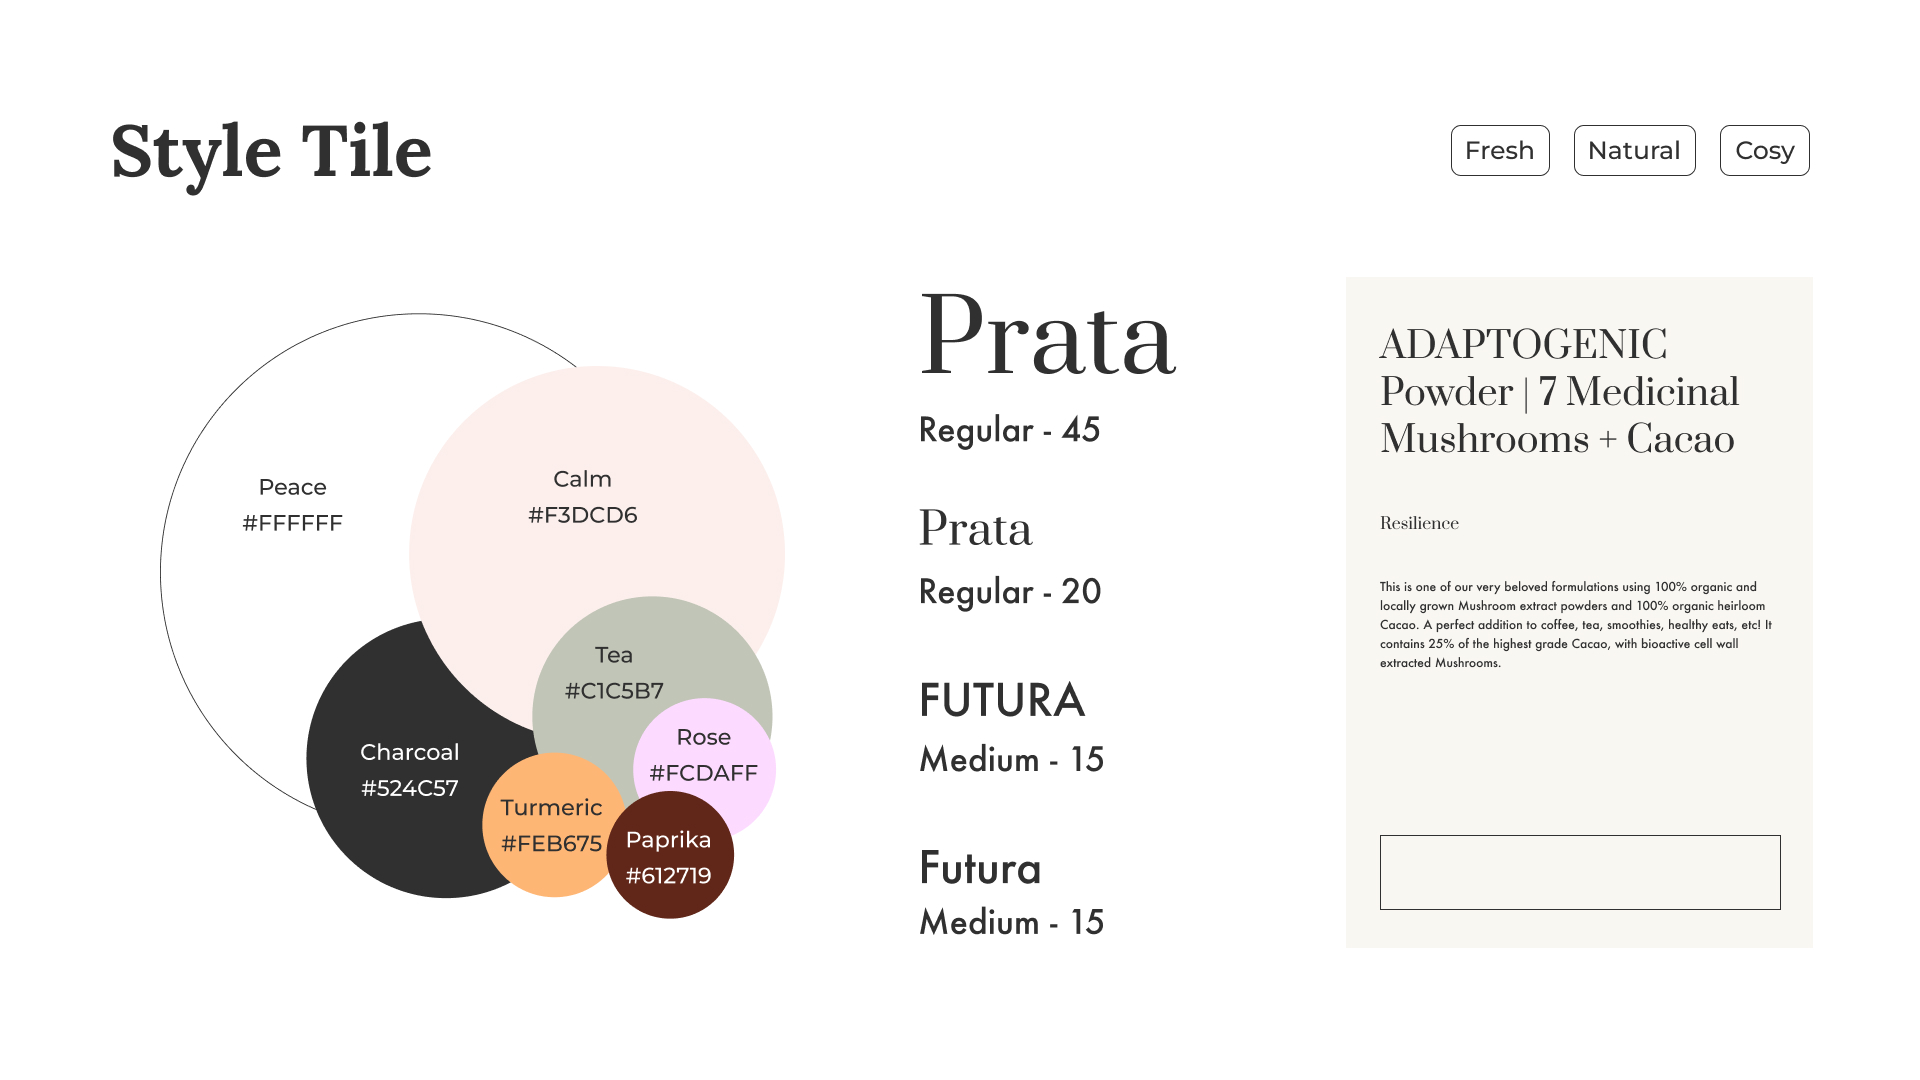 Style Tile
Fresh
Natural
Cosy
Peace
#FFFFFF
Calm
#F3DCD6
Tea
#C1C5B7
Rose
#FCDAFF
Charcoal
#524C57
Turmeric
#FEB675
Paprika
#612719
Prata
Regular - 45
Prata
Regular - 20
FUTURA
Medium - 15
Futura
Medium - 15
ADAPTOGENIC
Powder | 7 Medicinal
Mushrooms + Cacao
Resilience
This is one of our very beloved formulations using 100% organic and
locally grown Mushroom extract powders and 100% organic heirloom
Cacao. A perfect addition to coffee, tea, smoothies, healthy eats, etc! It
contains 25% of the highest grade Cacao, with bioactive cell wall
extracted Mushrooms.